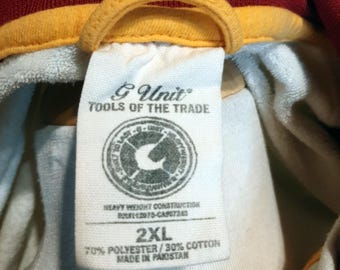 G Unit®
TOOLS OF THE TRADE
HEAVY WEIGHT CONSTRUCTION
2XL
70% POLYESTER / 30% COTTON
MADE IN PAKISTAN